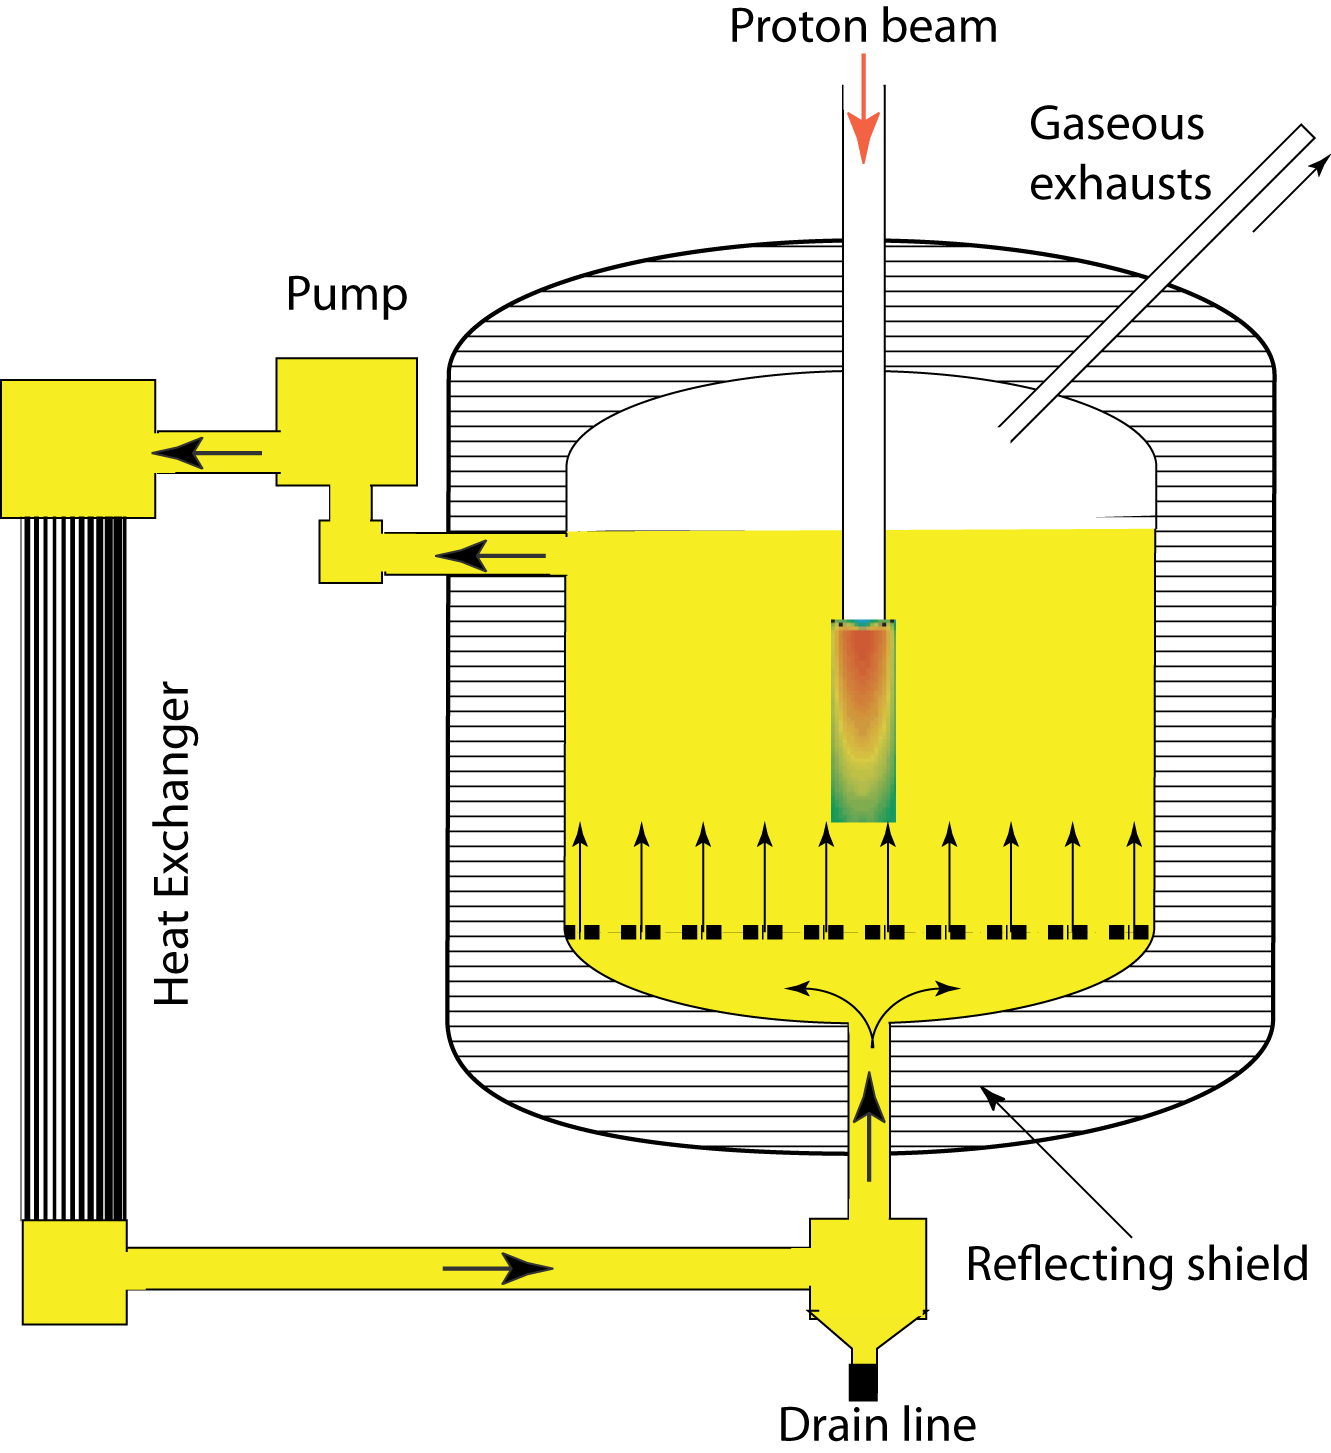 Proton beam
Gaseous
exhausts
Pump
Heat Exchanger
Reflecting shield
Drain line